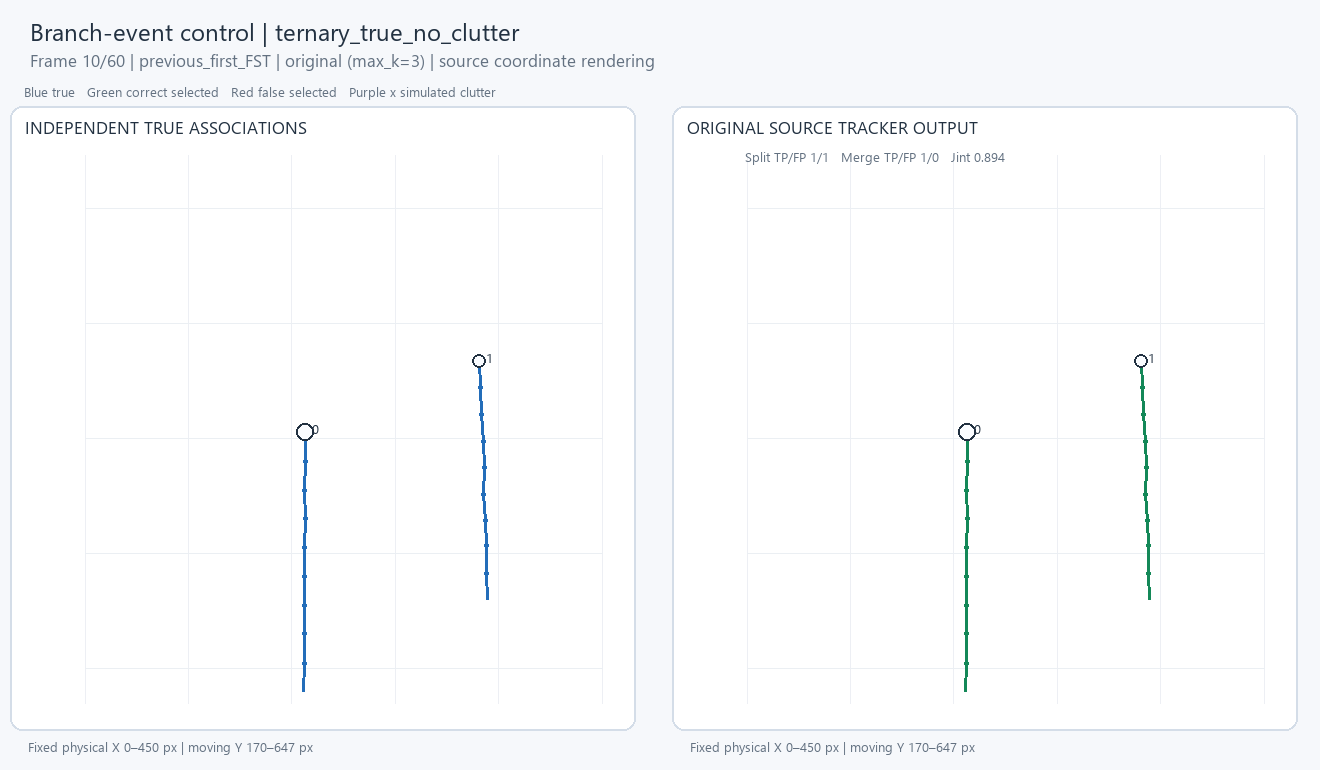 Branch-event control | ternary_true_no_clutter
Frame 10/60 | previous_first_FST | original (max_k=3) | source coordinate rendering
Blue true   Green correct selected   Red false selected   Purple x simulated clutter
INDEPENDENT TRUE ASSOCIATIONS
1
0
Fixed physical X 0–450 px | moving Y 170–647 px
ORIGINAL SOURCE TRACKER OUTPUT
Split TP/FP 1/1   Merge TP/FP 1/0   Jint 0.894
1
0
Fixed physical X 0–450 px | moving Y 170–647 px